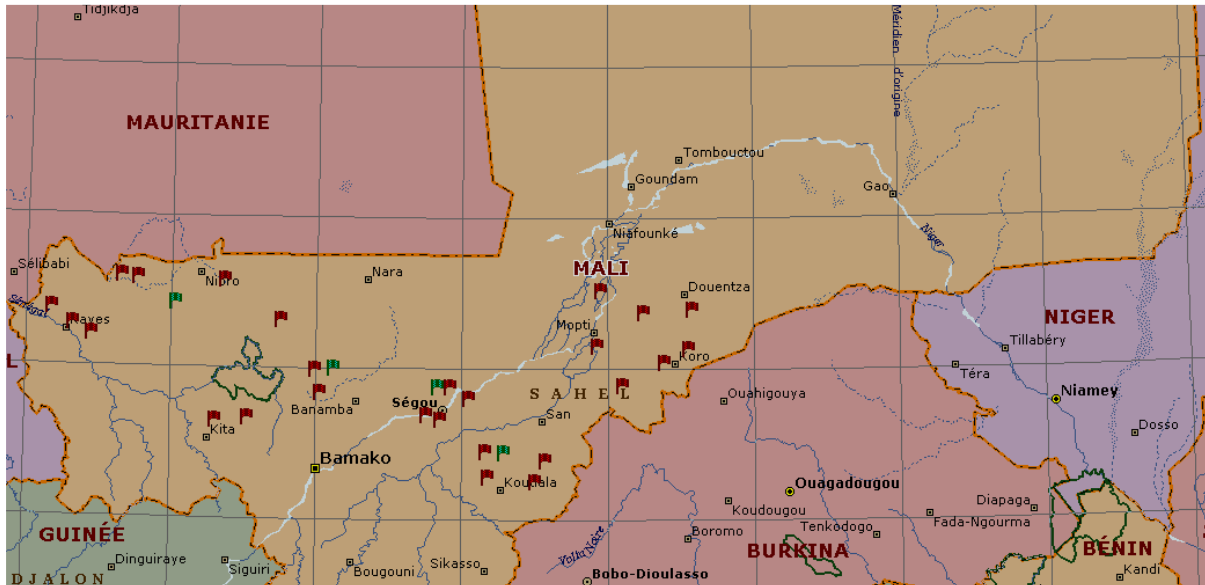 Tidjikdja
Méridien d'origine
MAURITANIE
Tombouctou
Goundam
Gao
Niafounké
Niger
Sélibabi
Nioro
Nara
MALI
Douentza
Sénégal
Kayes
Mopti
NIGER
Tillabéry
L
Koro
Téra
SAHEL
Banamba
Ségou
Ouahigouya
Niamey
Kita
San
Dosso
Bamako
Koutiala
Ouagadougou
Koudougou
Diapaga
Fada-Ngourma
GUINÉE
Boromo
Tenkodogo
Volta Noire
BURKINA
BÉNIN
Dinguiraye
Siguiri
Bougouni
Sikasso
Kandi
DJALON
Bobo-Dioulasso